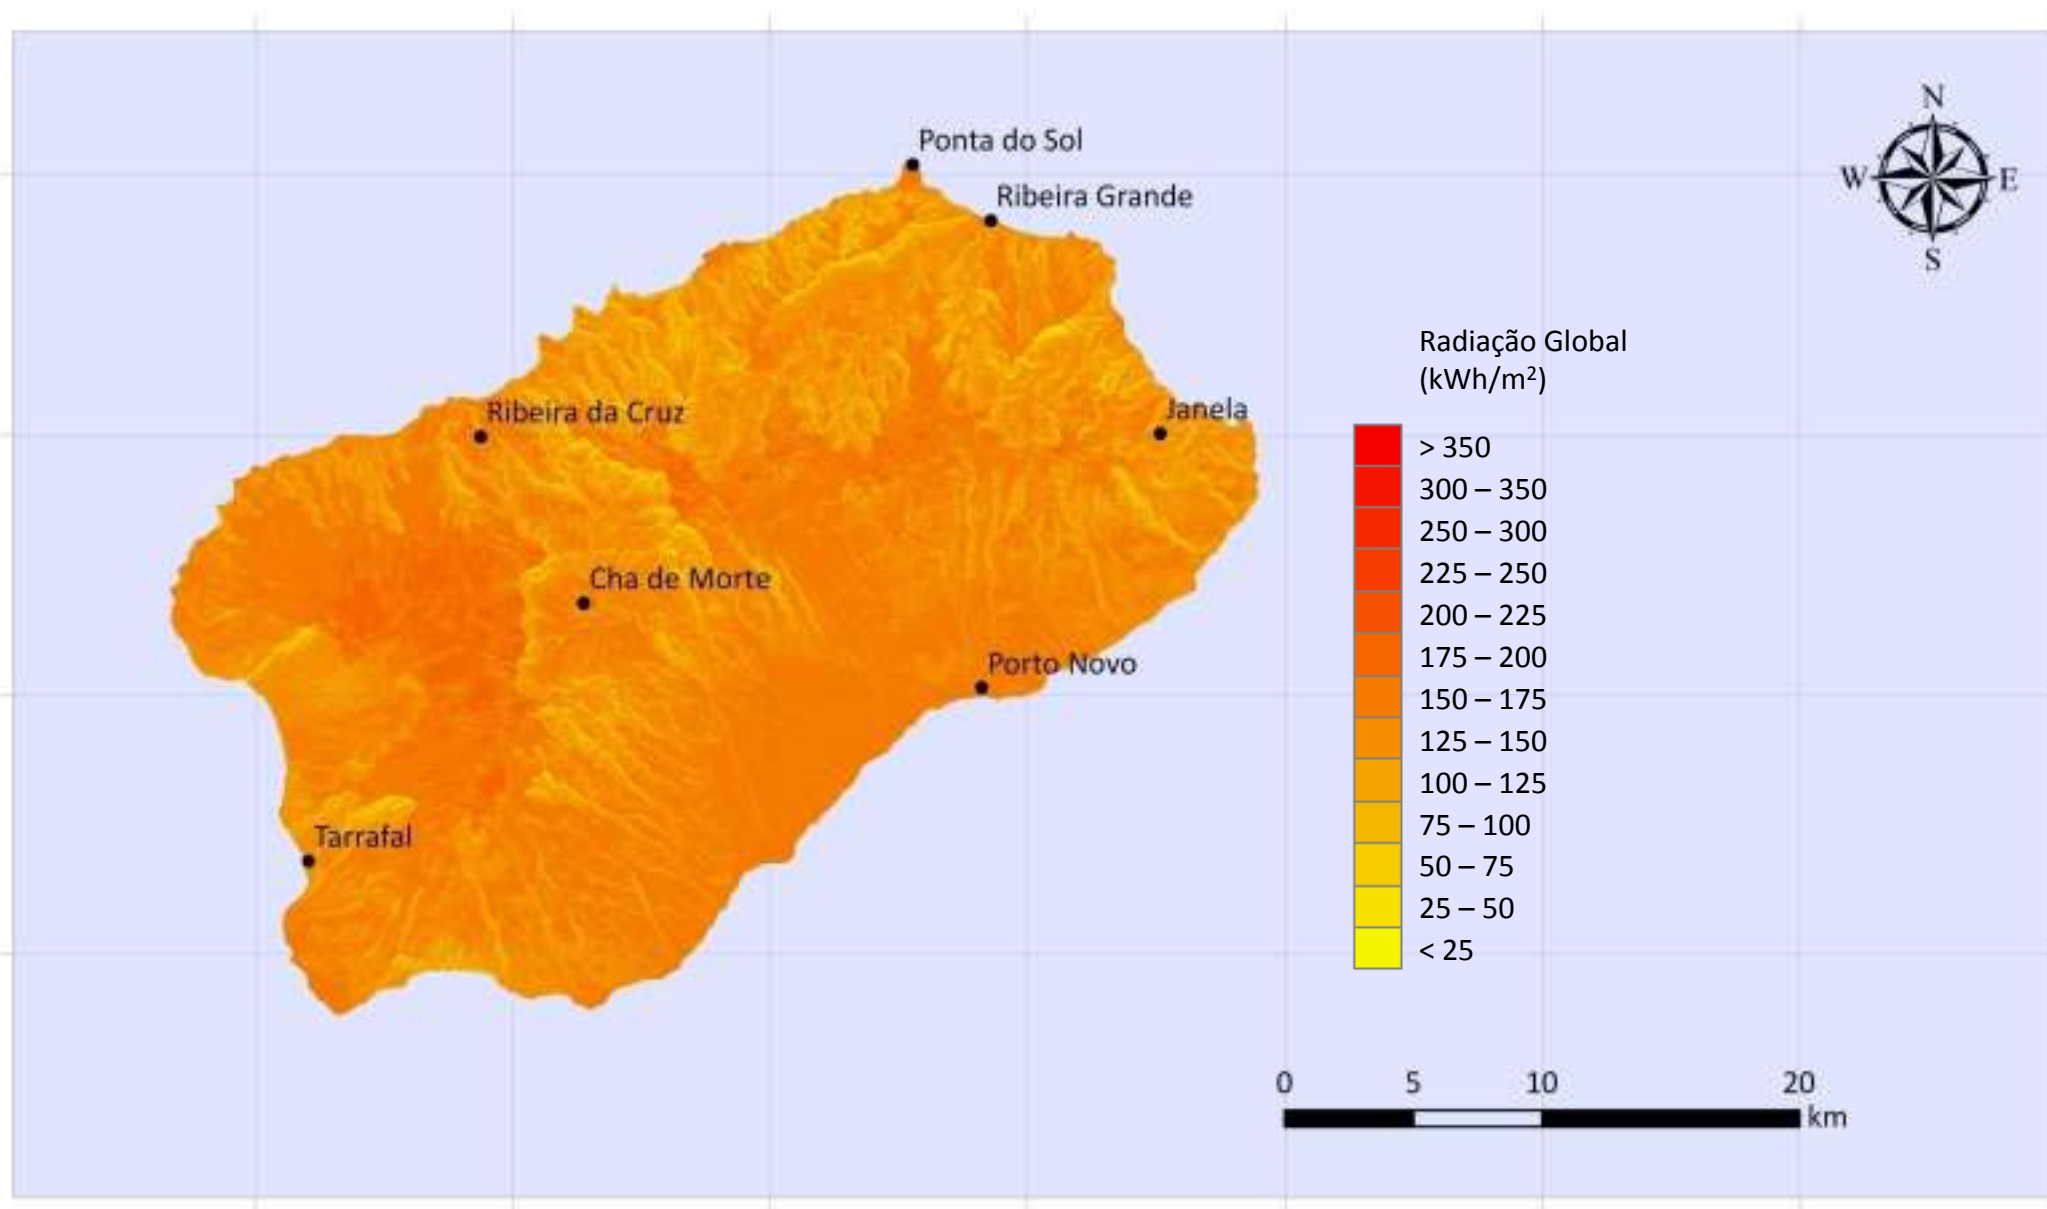 N
W E
S
Ponta do Sol
Ribeira Grande
Ribeira da Cruz
Janela
Cha de Morte
Porto Novo
Tarrafal
Radiação Global
(kWh/m²)
> 350
300 – 350
250 – 300
225 – 250
200 – 225
175 – 200
150 – 175
125 – 150
100 – 125
75 – 100
50 – 75
25 – 50
< 25
0 5 10 20
km